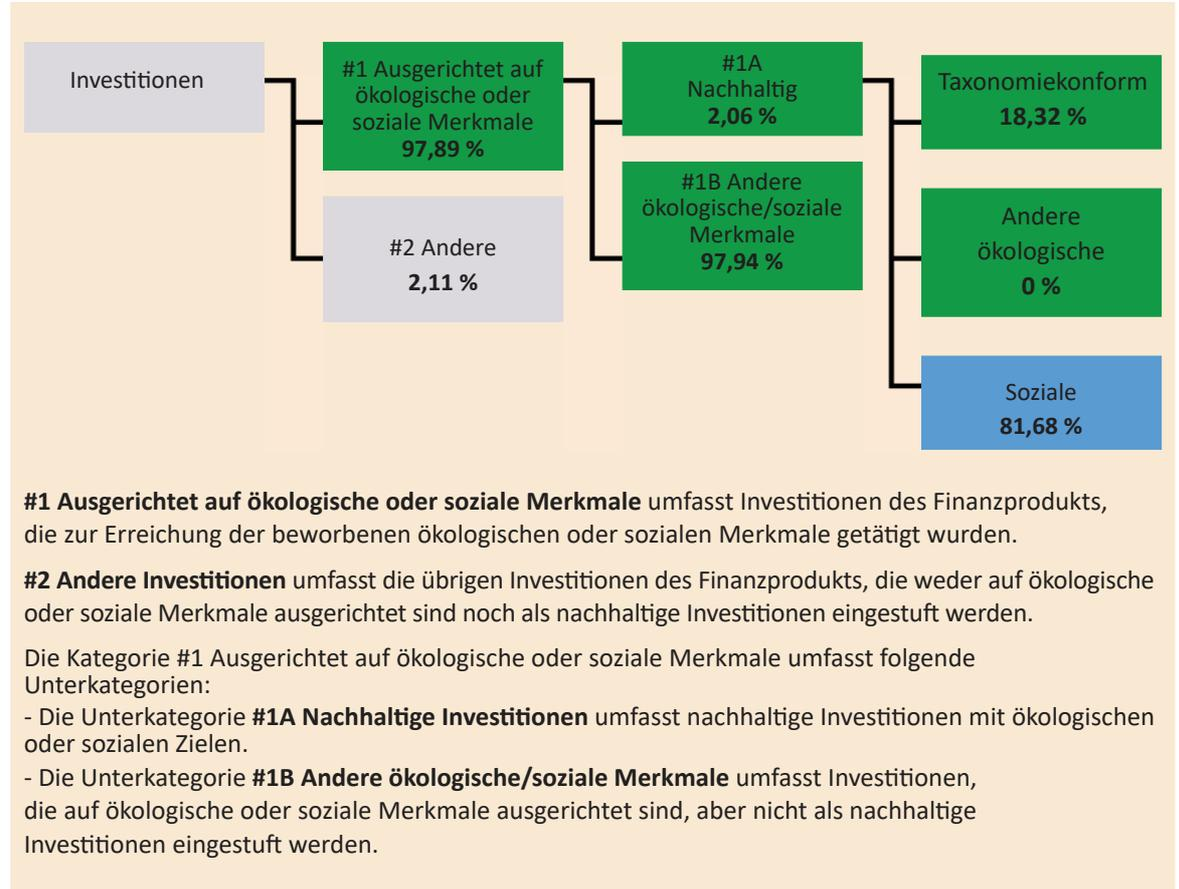 Investitionen
#1 Ausgerichtet auf
ökologische oder
soziale Merkmale
97,89 %
#2 Andere
2,11 %
#1A
Nachhaltig
2,06 %
#1B Andere
ökologische/soziale
Merkmale
97,94 %
Taxonomiekonform
18,32 %
Andere
ökologische
0 %
Soziale
81,68 %
#1 Ausgerichtet auf ökologische oder soziale Merkmale umfasst Investitionen des Finanzprodukts,
die zur Erreichung der beworbenen ökologischen oder sozialen Merkmale getätigt wurden.
#2 Andere Investitionen umfasst die übrigen Investitionen des Finanzprodukts, die weder auf ökologische
oder soziale Merkmale ausgerichtet sind noch als nachhaltige Investitionen eingestuft werden.
Die Kategorie #1 Ausgerichtet auf ökologische oder soziale Merkmale umfasst folgende
Unterkategorien:
- Die Unterkategorie #1A Nachhaltige Investitionen umfasst nachhaltige Investitionen mit ökologischen
oder sozialen Zielen.
- Die Unterkategorie #1B Andere ökologische/soziale Merkmale umfasst Investitionen,
die auf ökologische oder soziale Merkmale ausgerichtet sind, aber nicht als nachhaltige
Investitionen eingestuft werden.